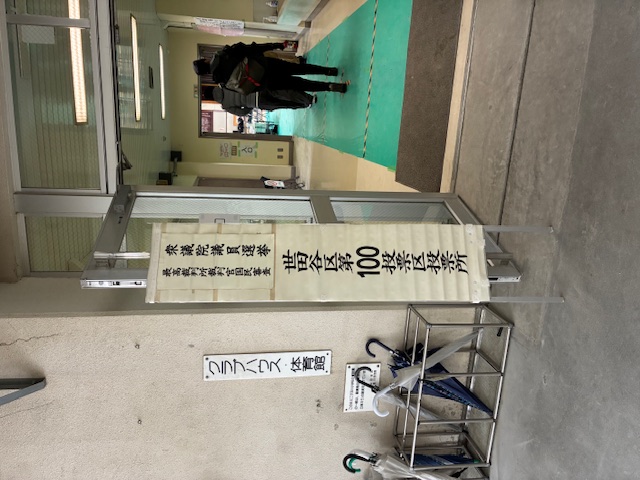 衆議院議員選挙
最高裁判所裁判官国民審査
世田谷区第100投票区投票所
クラブハウス・体育館
入口